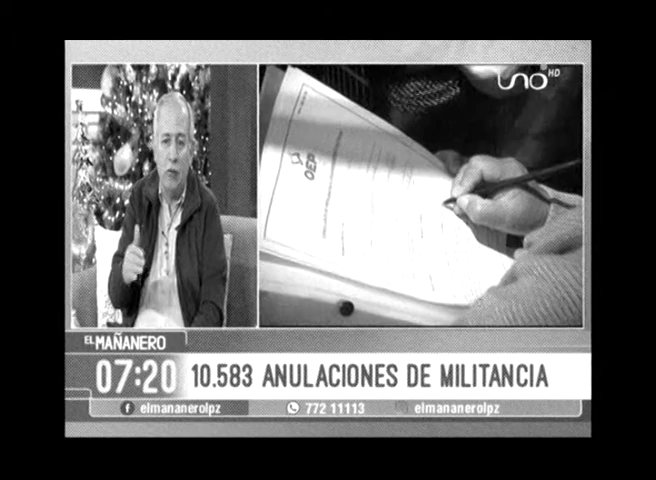 UNO HD
OEP
EL MAÑANERO
07:20
10.583 ANULACIONES DE MILITANCIA
elmananerolpz
772 11113
elmananerolpz